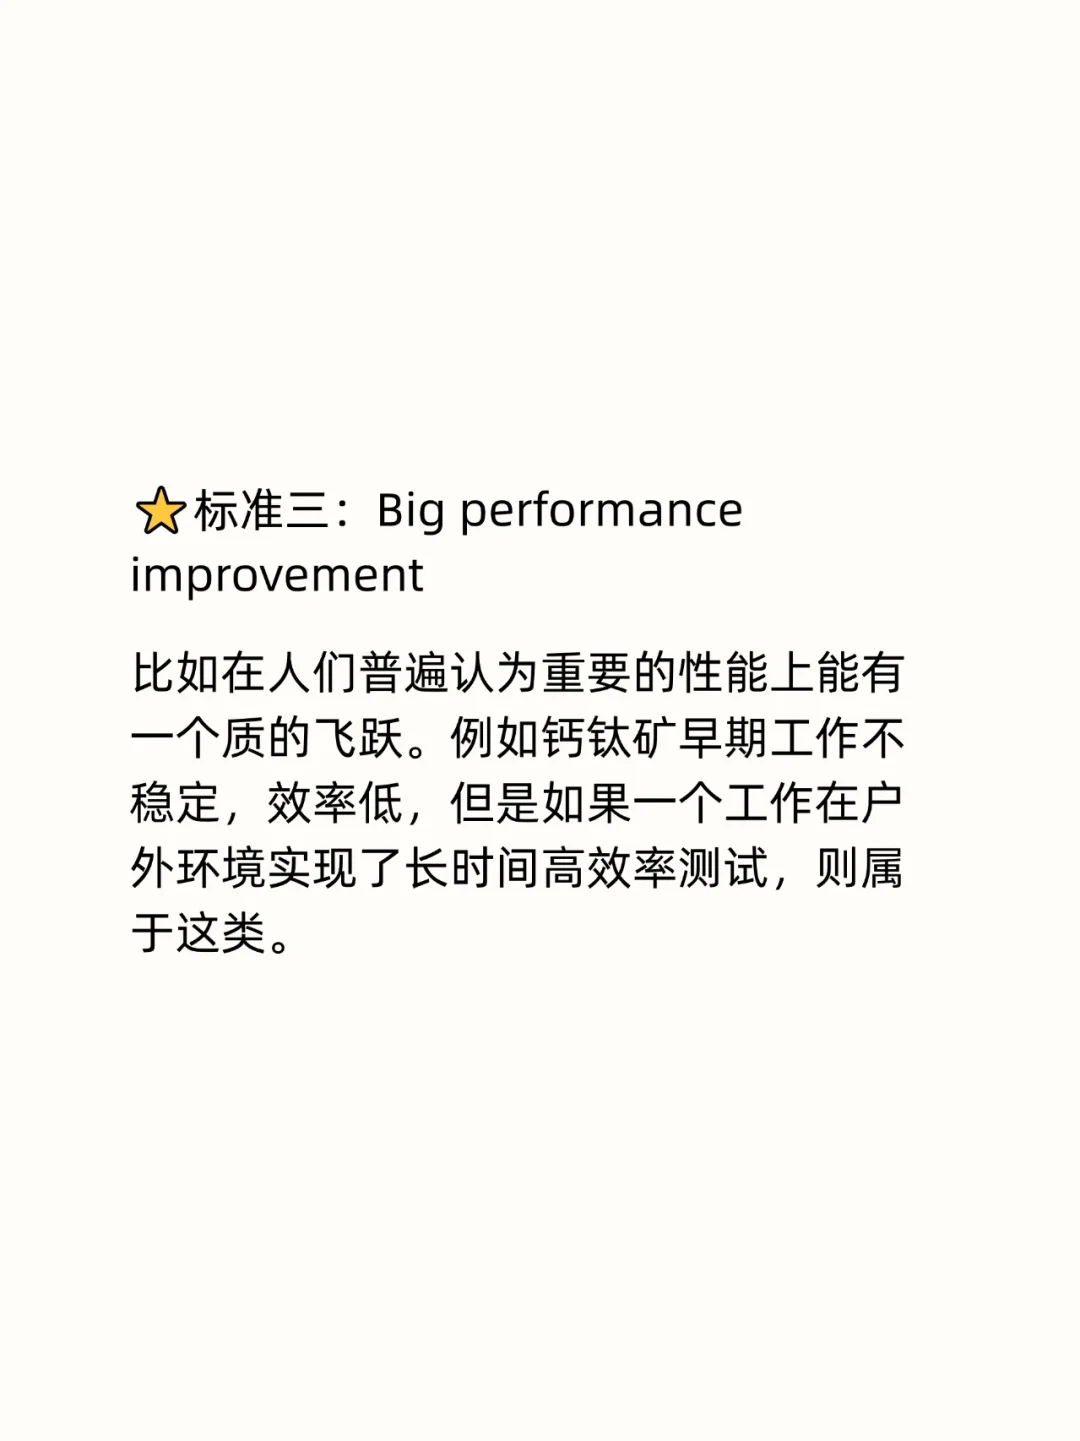 ⭐标准三：Big performance
improvement
比如在人们普遍认为重要的性能上能有
一个质的飞跃。例如钙钛矿早期工作不
稳定，效率低，但是如果一个工作在户
外环境实现了长时间高效率测试，则属
于这类。